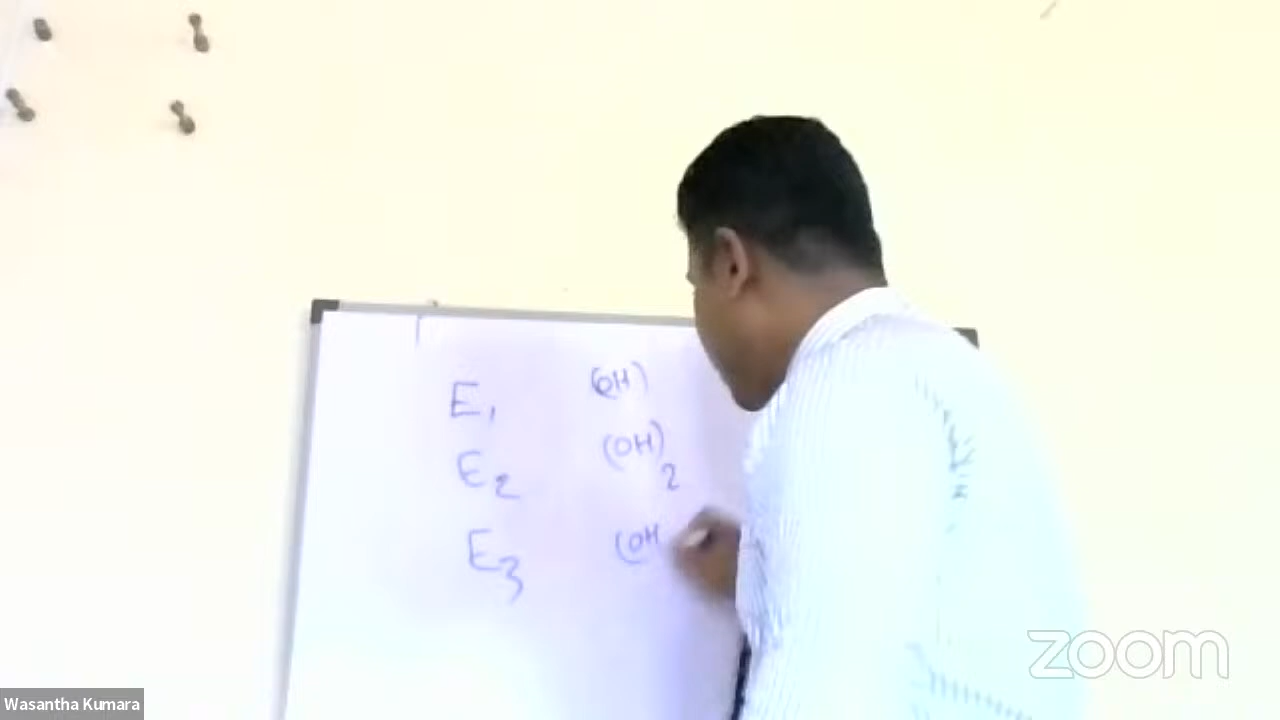 E₁ (OH)
E₂ (OH)₂
E₃ (OH
zoom
Wasantha Kumara